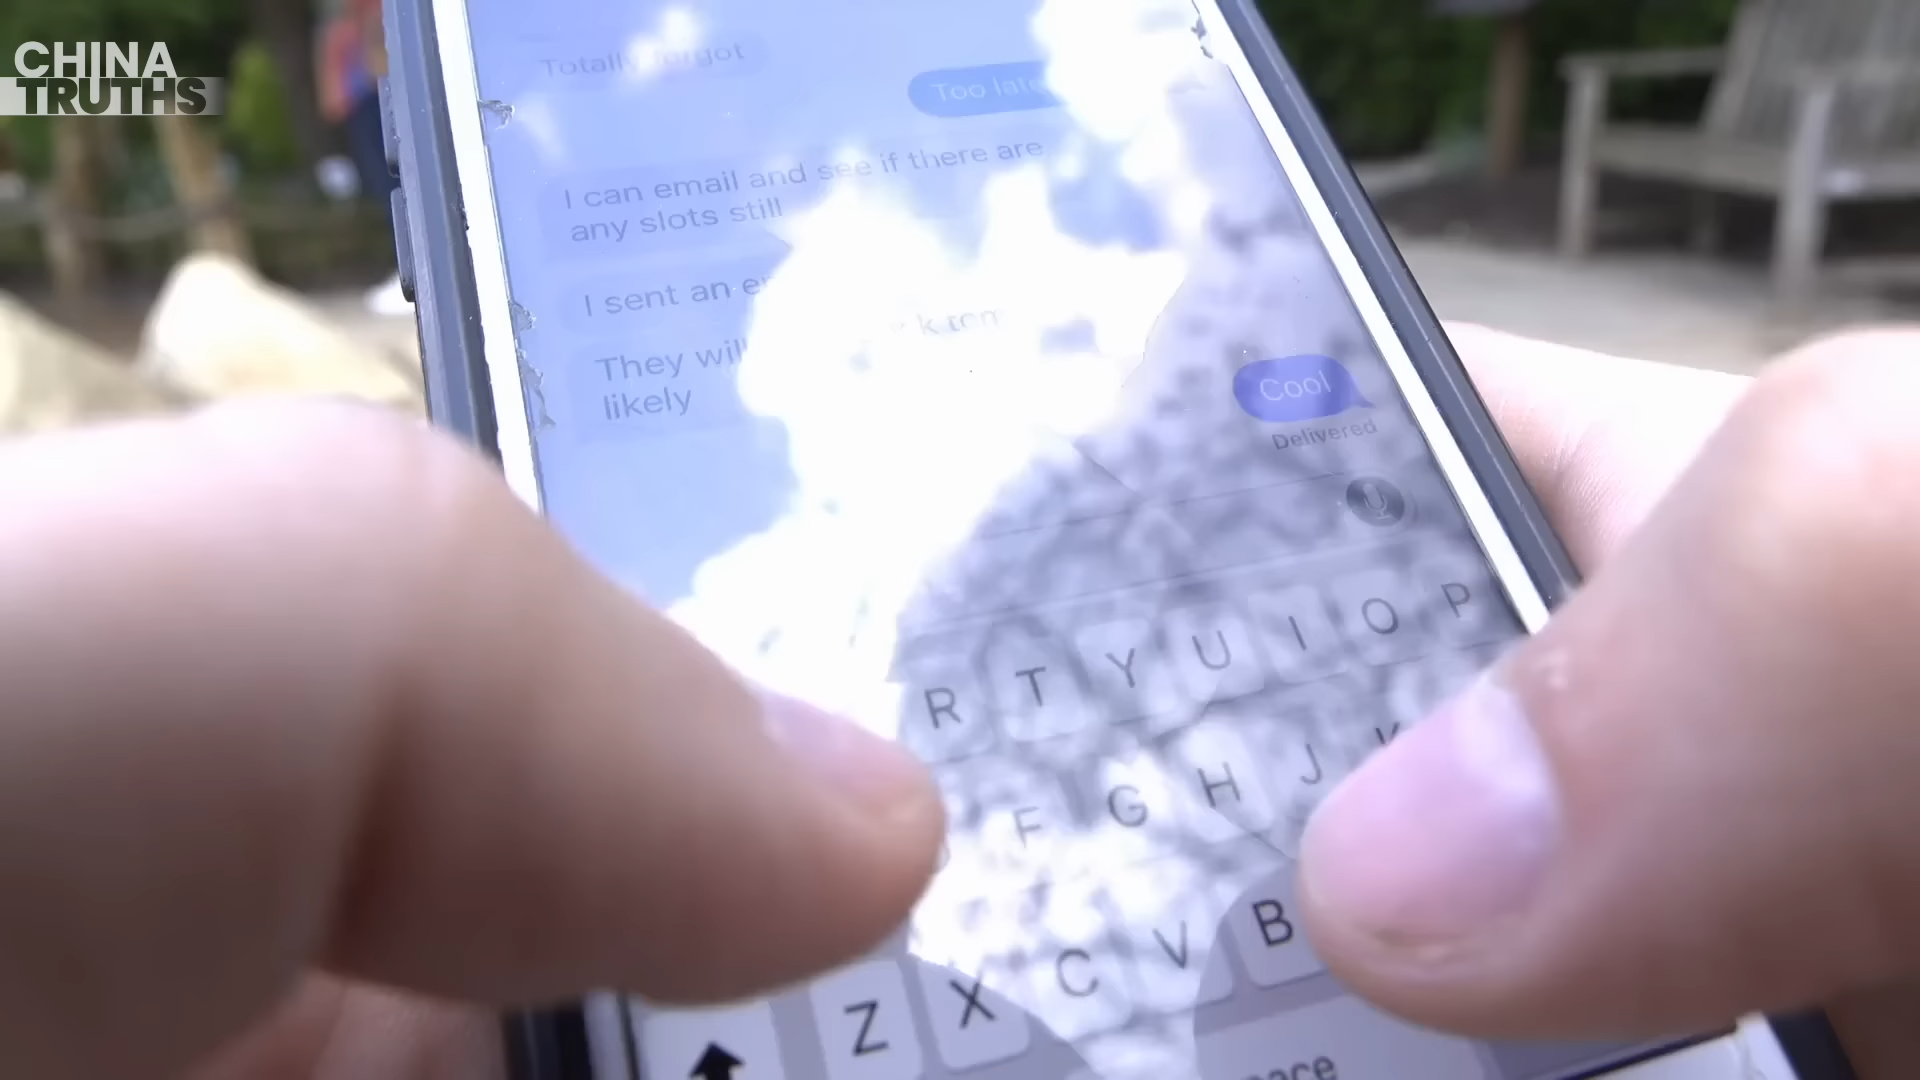 CHINA
TRUTHS
Totally forgot
Too late
I can email and see if there are
any slots still
I sent an
They will
likely
Cool
Delivered
R T Y U I O P
F G H J K
Z X C V B